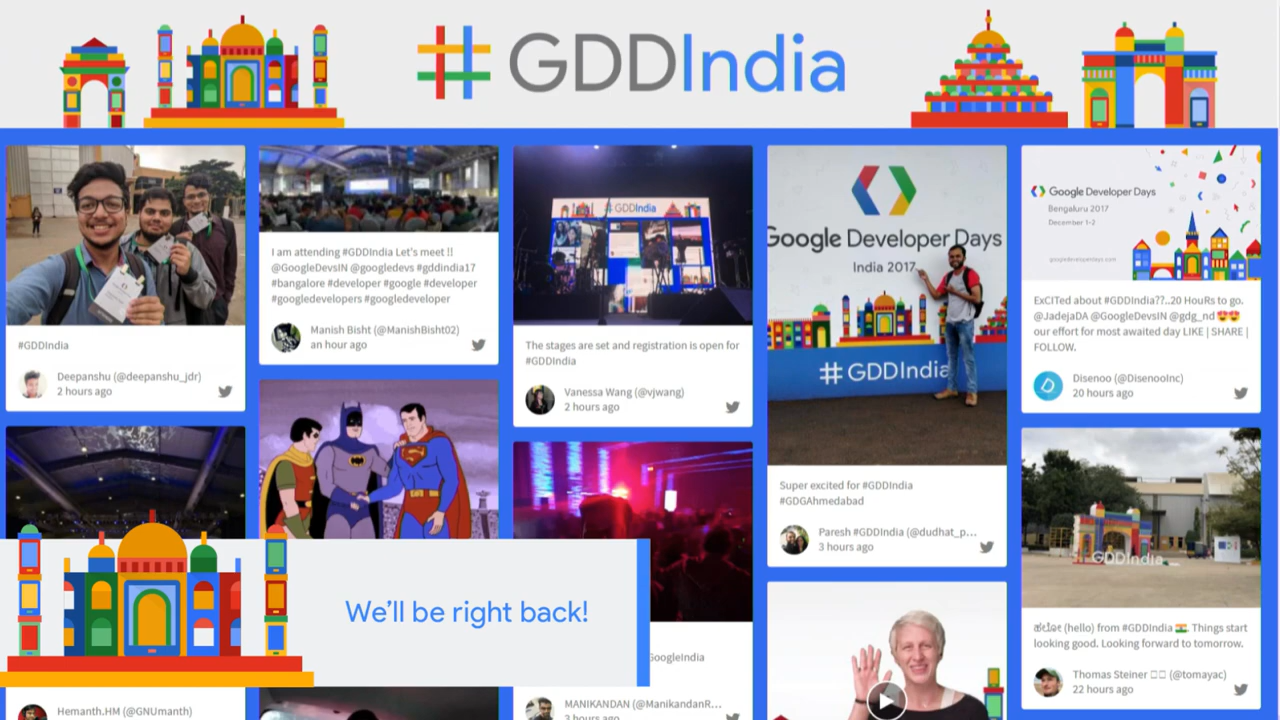 #GDDIndia
#GDDIndia
Deepanshu (@deepanshu_jdr)
2 hours ago
Hemanth.HM (@GNUmanth)
I am attending #GDDIndia Let's meet !!
@GoogleDevsIN @googledevs #gddindia17
#bangalore #developer #google #developer
#googledevelopers #googledeveloper
Manish Bisht (@ManishBisht02)
an hour ago
#GDDIndia
The stages are set and registration is open for
#GDDIndia
Vanessa Wang (@vjwang)
2 hours ago
GoogleIndia
MANIKANDAN (@ManikandanR...
3 hours ago
Google Developer Days
India 2017
#GDDIndia
Super excited for #GDDIndia
#GDGAhmedabad
Paresh #GDDIndia (@dudhat_p...
3 hours ago
Google Developer Days
Bengaluru 2017
December 1-2
googledeveloperdays.com
ExCITed about #GDDIndia??..20 HouRs to go.
@JadejaDA @GoogleDevsIN @gdg_nd 😍😍
our effort for most awaited day LIKE | SHARE |
FOLLOW.
Disenoo (@DisenooInc)
20 hours ago
GDDIndia
ಹಲೋ (hello) from #GDDIndia 🇮🇳. Things start
looking good. Looking forward to tomorrow.
Thomas Steiner (@tomayac)
22 hours ago
We'll be right back!